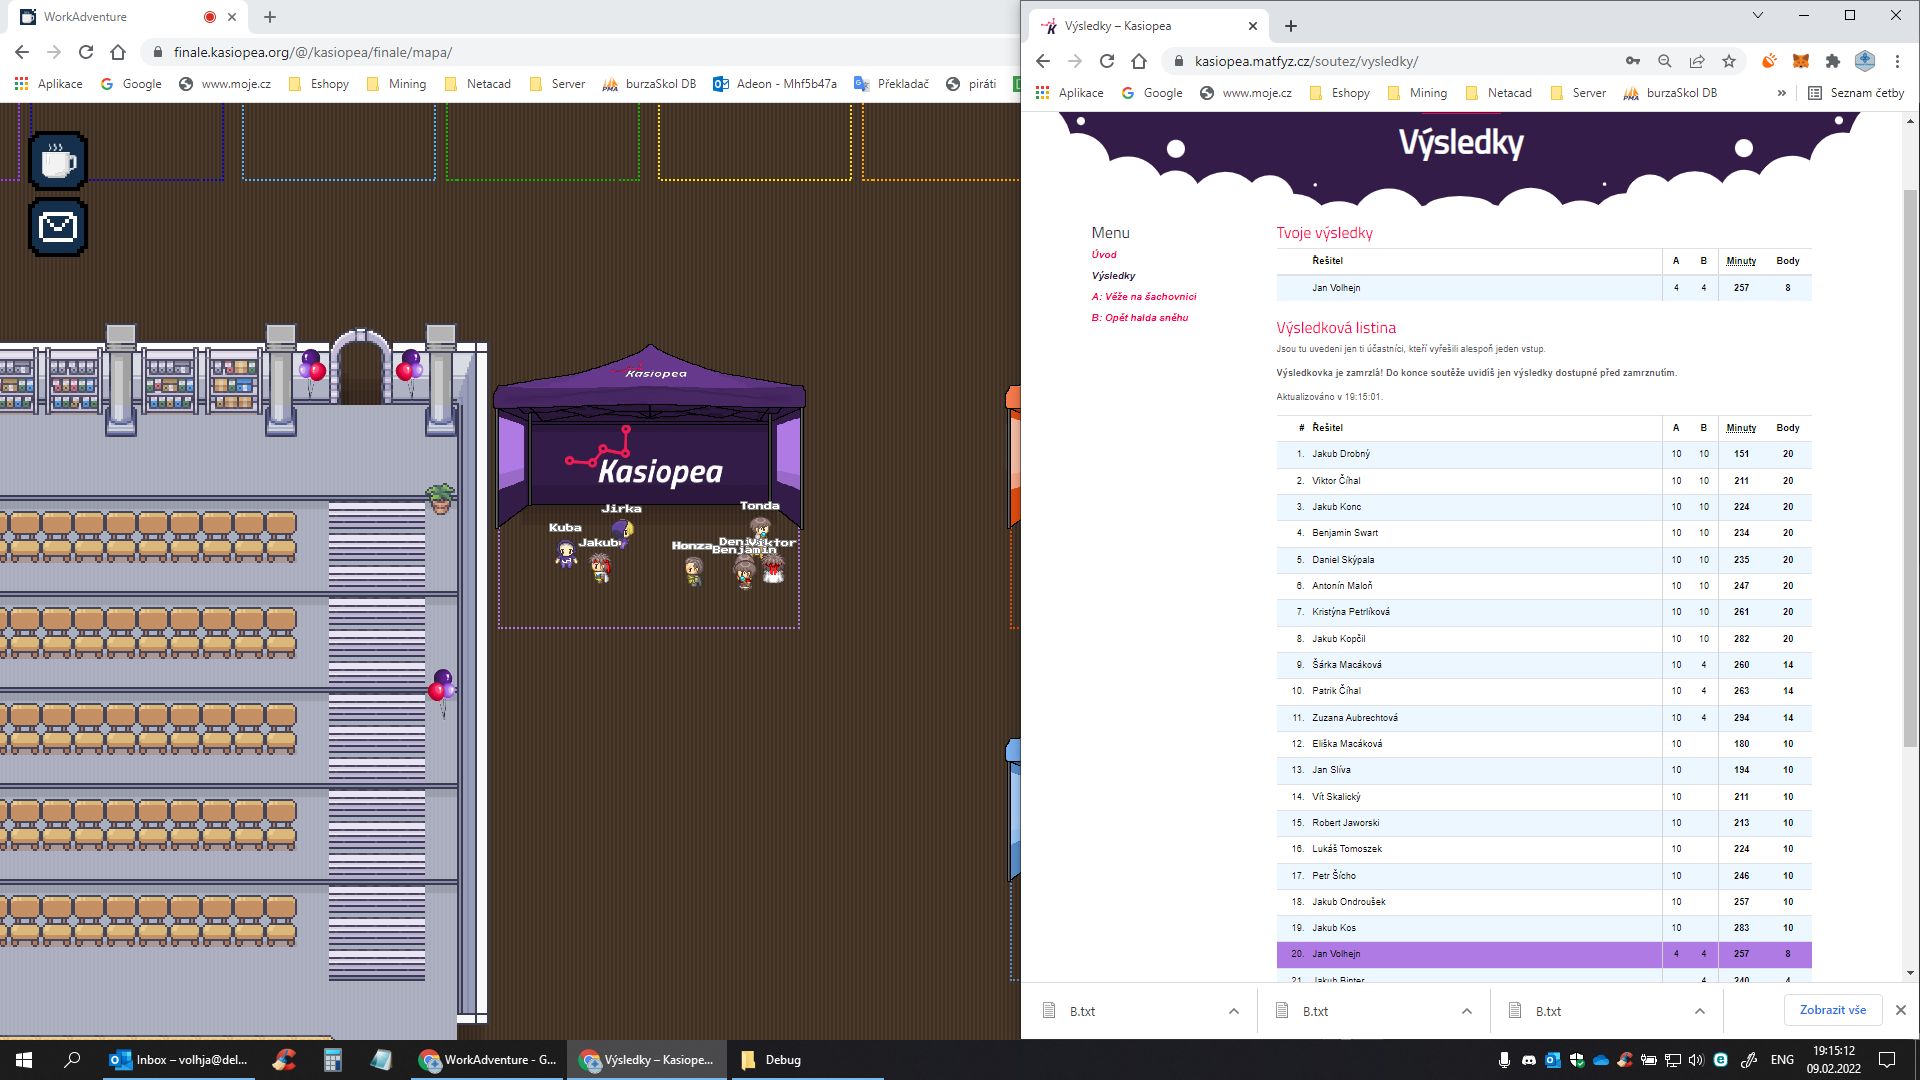 WorkAdventure
finale.kasiopea.org/@/kasiopea/finale/mapa/
Aplikace
Google
www.moje.cz
Eshopy
Mining
Netacad
Server
burzaSkol DB
Adeon - Mhf5b47a
Překladač
piráti
Kasiopea
Kasiopea
Jirka
Tonda
Kuba
Jakub
Honza
Viktor
Benjamin
Výsledky – Kasiopea
kasiopea.matfyz.cz/soutez/vysledky/
Aplikace
Google
www.moje.cz
Eshopy
Mining
Netacad
Server
burzaSkol DB
»
Seznam četby
Výsledky
Menu
Úvod
Výsledky
A: Věže na šachovnici
B: Opět halda sněhu
Tvoje výsledky
Řešitel A B Minuty Body
Jan Volhejn 4 4 257 8
Výsledková listina
Jsou tu uvedeni jen ti účastníci, kteří vyřešili alespoň jeden vstup.
Výsledkovka je zamrzlá! Do konce soutěže uvidíš jen výsledky dostupné před zamrznutím.
Aktualizováno v 19:15:01.
# Řešitel A B Minuty Body
1. Jakub Drobný 10 10 151 20
2. Viktor Číhal 10 10 211 20
3. Jakub Konc 10 10 224 20
4. Benjamin Swart 10 10 234 20
5. Daniel Skýpala 10 10 235 20
6. Antonín Maloň 10 10 247 20
7. Kristýna Petrlíková 10 10 261 20
8. Jakub Kopčil 10 10 282 20
9. Šárka Macáková 10 4 260 14
10. Patrik Číhal 10 4 263 14
11. Zuzana Aubrechtová 10 4 294 14
12. Eliška Macáková 10 180 10
13. Jan Slíva 10 194 10
14. Vít Skalický 10 211 10
15. Robert Jaworski 10 213 10
16. Lukáš Tomoszek 10 224 10
17. Petr Šícho 10 246 10
18. Jakub Ondroušek 10 257 10
19. Jakub Kos 10 283 10
20. Jan Volhejn 4 4 257 8
B.txt
B.txt
B.txt
Zobrazit vše
Inbox – volhja@del...
WorkAdventure - G...
Výsledky – Kasiope...
Debug
ENG
19:15:12
09.02.2022